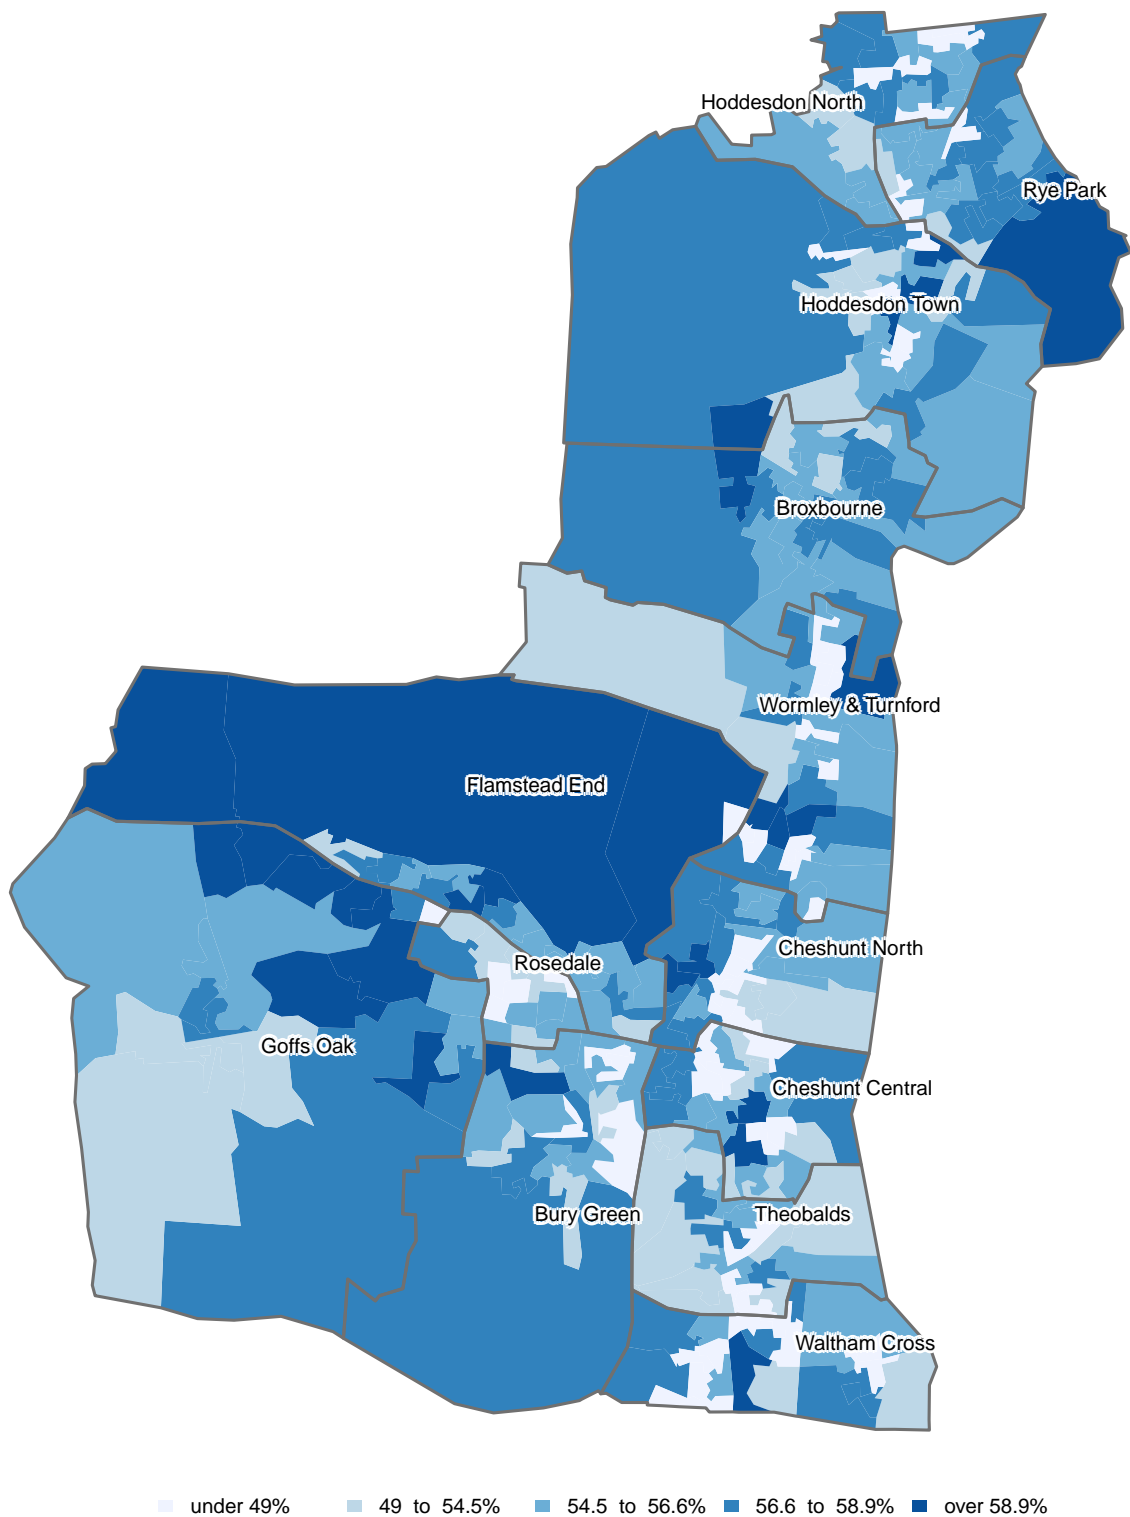 Hoddesdon North
Rye Park
Hoddesdon Town
Broxbourne
Wormley & Turnford
Flamstead End
Cheshunt North
Rosedale
Goffs Oak
Cheshunt Central
Bury Green
Theobalds
Waltham Cross
under 49% 49 to 54.5% 54.5 to 56.6% 56.6 to 58.9% over 58.9%